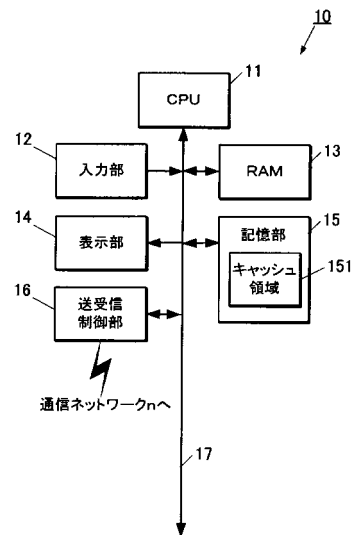 10
11
CPU
12
入力部
13
RAM
14
表示部
15
記憶部
キャッシュ
領域
151
16
送受信
制御部
通信ネットワークnへ
17